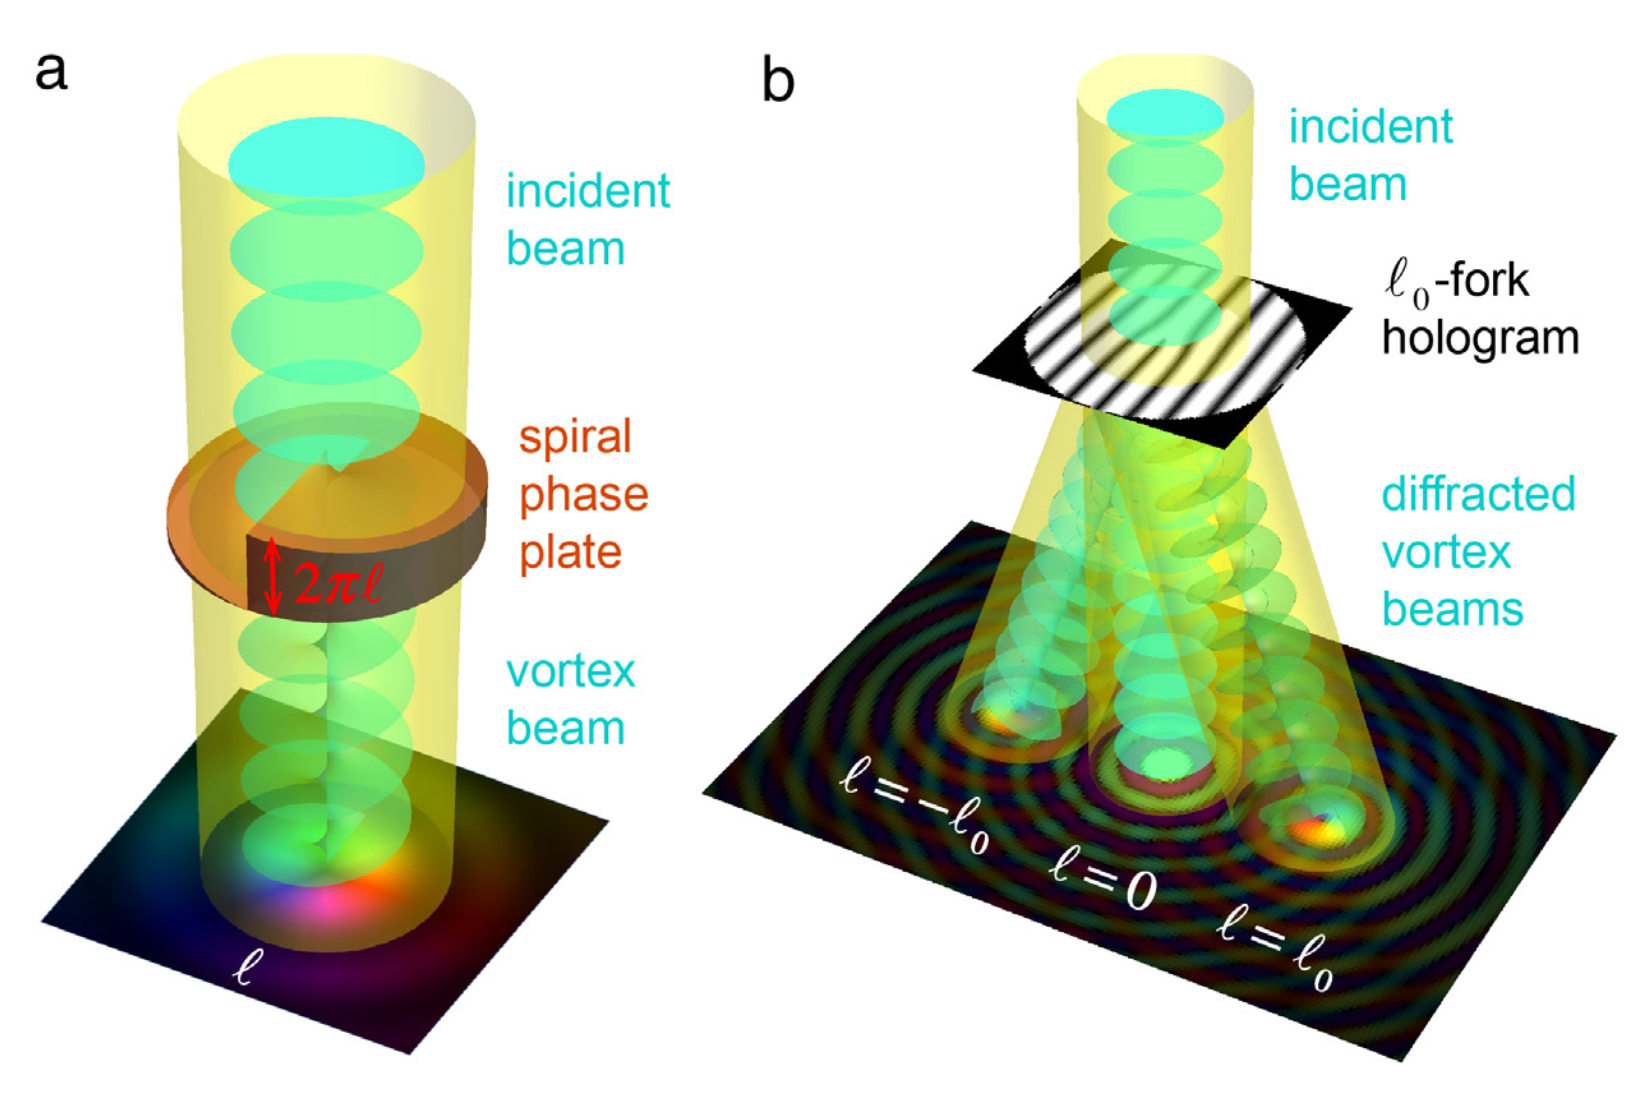 a
incident
beam
spiral
phase
plate
2πℓ
vortex
beam
ℓ
b
incident
beam
ℓ₀-fork
hologram
diffracted
vortex
beams
ℓ=-ℓ₀
ℓ=0
ℓ=ℓ₀